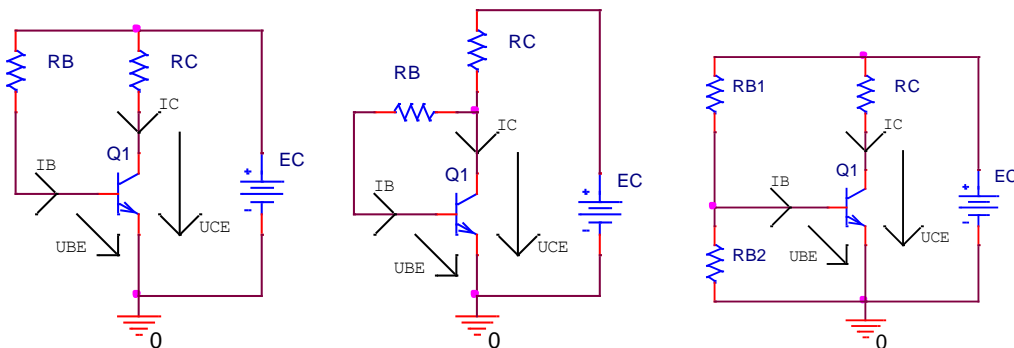 RB
RC
IC
Q1
EC
+
-
IB
UBE
UCE
0
RC
RB
IC
Q1
EC
+
-
IB
UBE
UCE
0
RB1
RC
IC
Q1
EC
+
-
IB
RB2
UBE
UCE
0